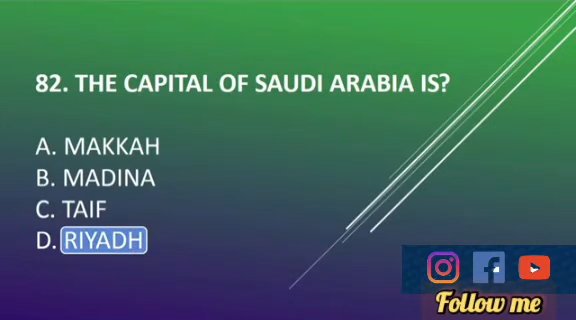 82. THE CAPITAL OF SAUDI ARABIA IS?
A. MAKKAH
B. MADINA
C. TAIF
D. RIYADH
Follow me